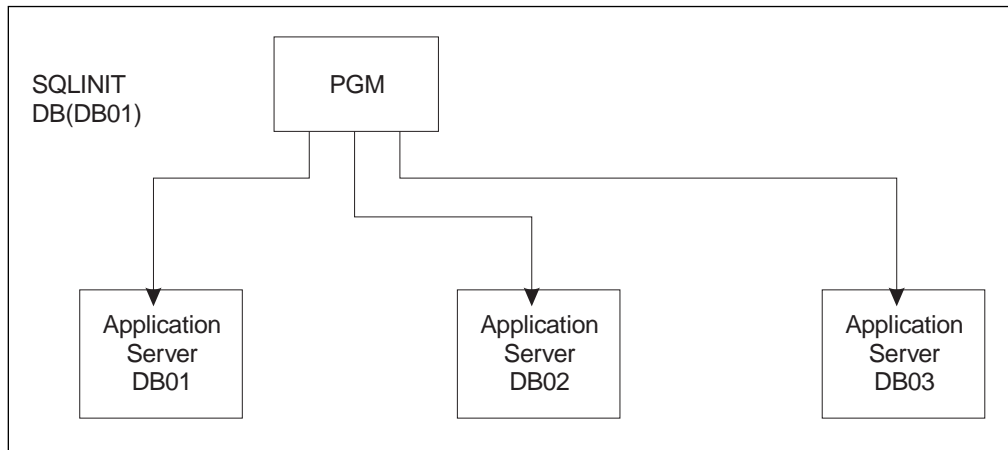 SQLINIT
DB(DB01)
PGM
Application
Server
DB01
Application
Server
DB02
Application
Server
DB03